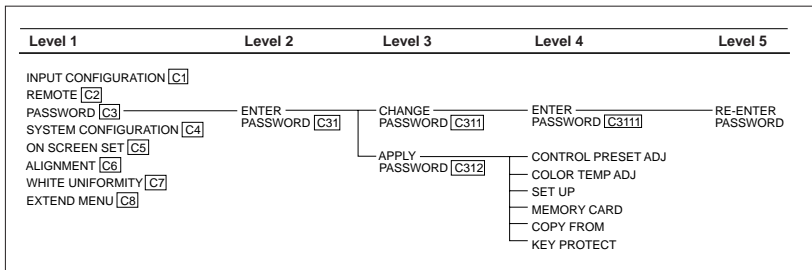 Level 1 Level 2 Level 3 Level 4 Level 5
INPUT CONFIGURATION C1
REMOTE C2
PASSWORD C3
SYSTEM CONFIGURATION C4
ON SCREEN SET C5
ALIGNMENT C6
WHITE UNIFORMITY C7
EXTEND MENU C8
ENTER
PASSWORD C31
CHANGE
PASSWORD C311
APPLY
PASSWORD C312
ENTER
PASSWORD C3111
CONTROL PRESET ADJ
COLOR TEMP ADJ
SET UP
MEMORY CARD
COPY FROM
KEY PROTECT
RE-ENTER
PASSWORD